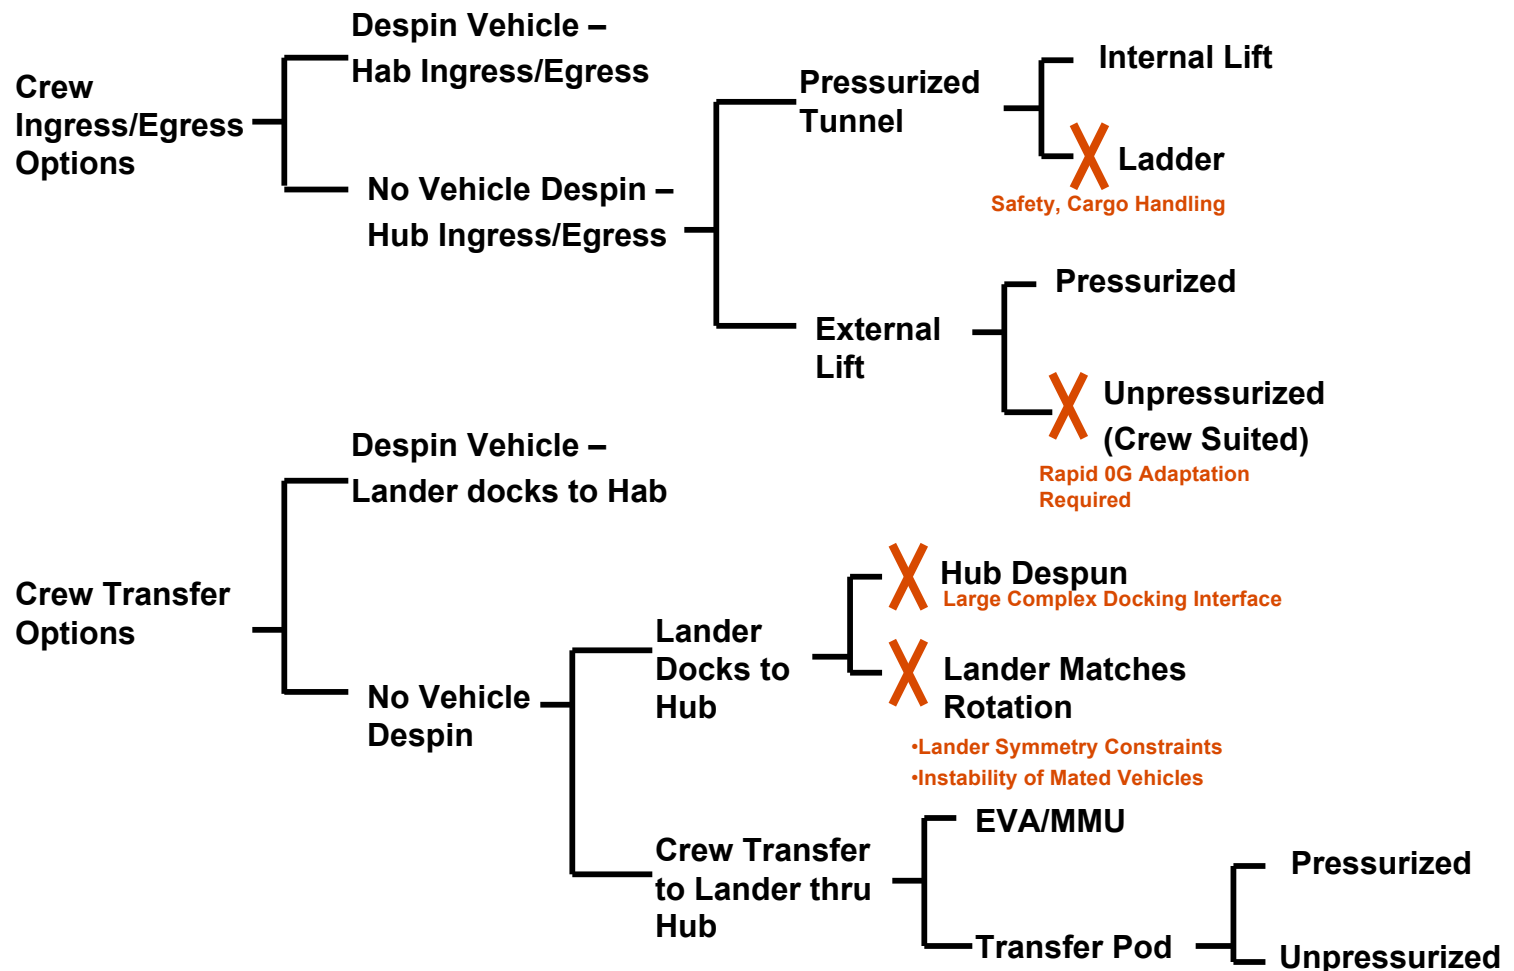 Crew
Ingress/Egress
Options
Despin Vehicle –
Hab Ingress/Egress
No Vehicle Despin –
Hub Ingress/Egress
Pressurized
Tunnel
Internal Lift
Ladder
Safety, Cargo Handling
External
Lift
Pressurized
Unpressurized
(Crew Suited)
Rapid 0G Adaptation
Required
Crew Transfer
Options
Despin Vehicle –
Lander docks to Hab
No Vehicle
Despin
Lander
Docks to
Hub
Hub Despun
Large Complex Docking Interface
Lander Matches
Rotation
•Lander Symmetry Constraints
•Instability of Mated Vehicles
Crew Transfer
to Lander thru
Hub
EVA/MMU
Transfer Pod
Pressurized
Unpressurized